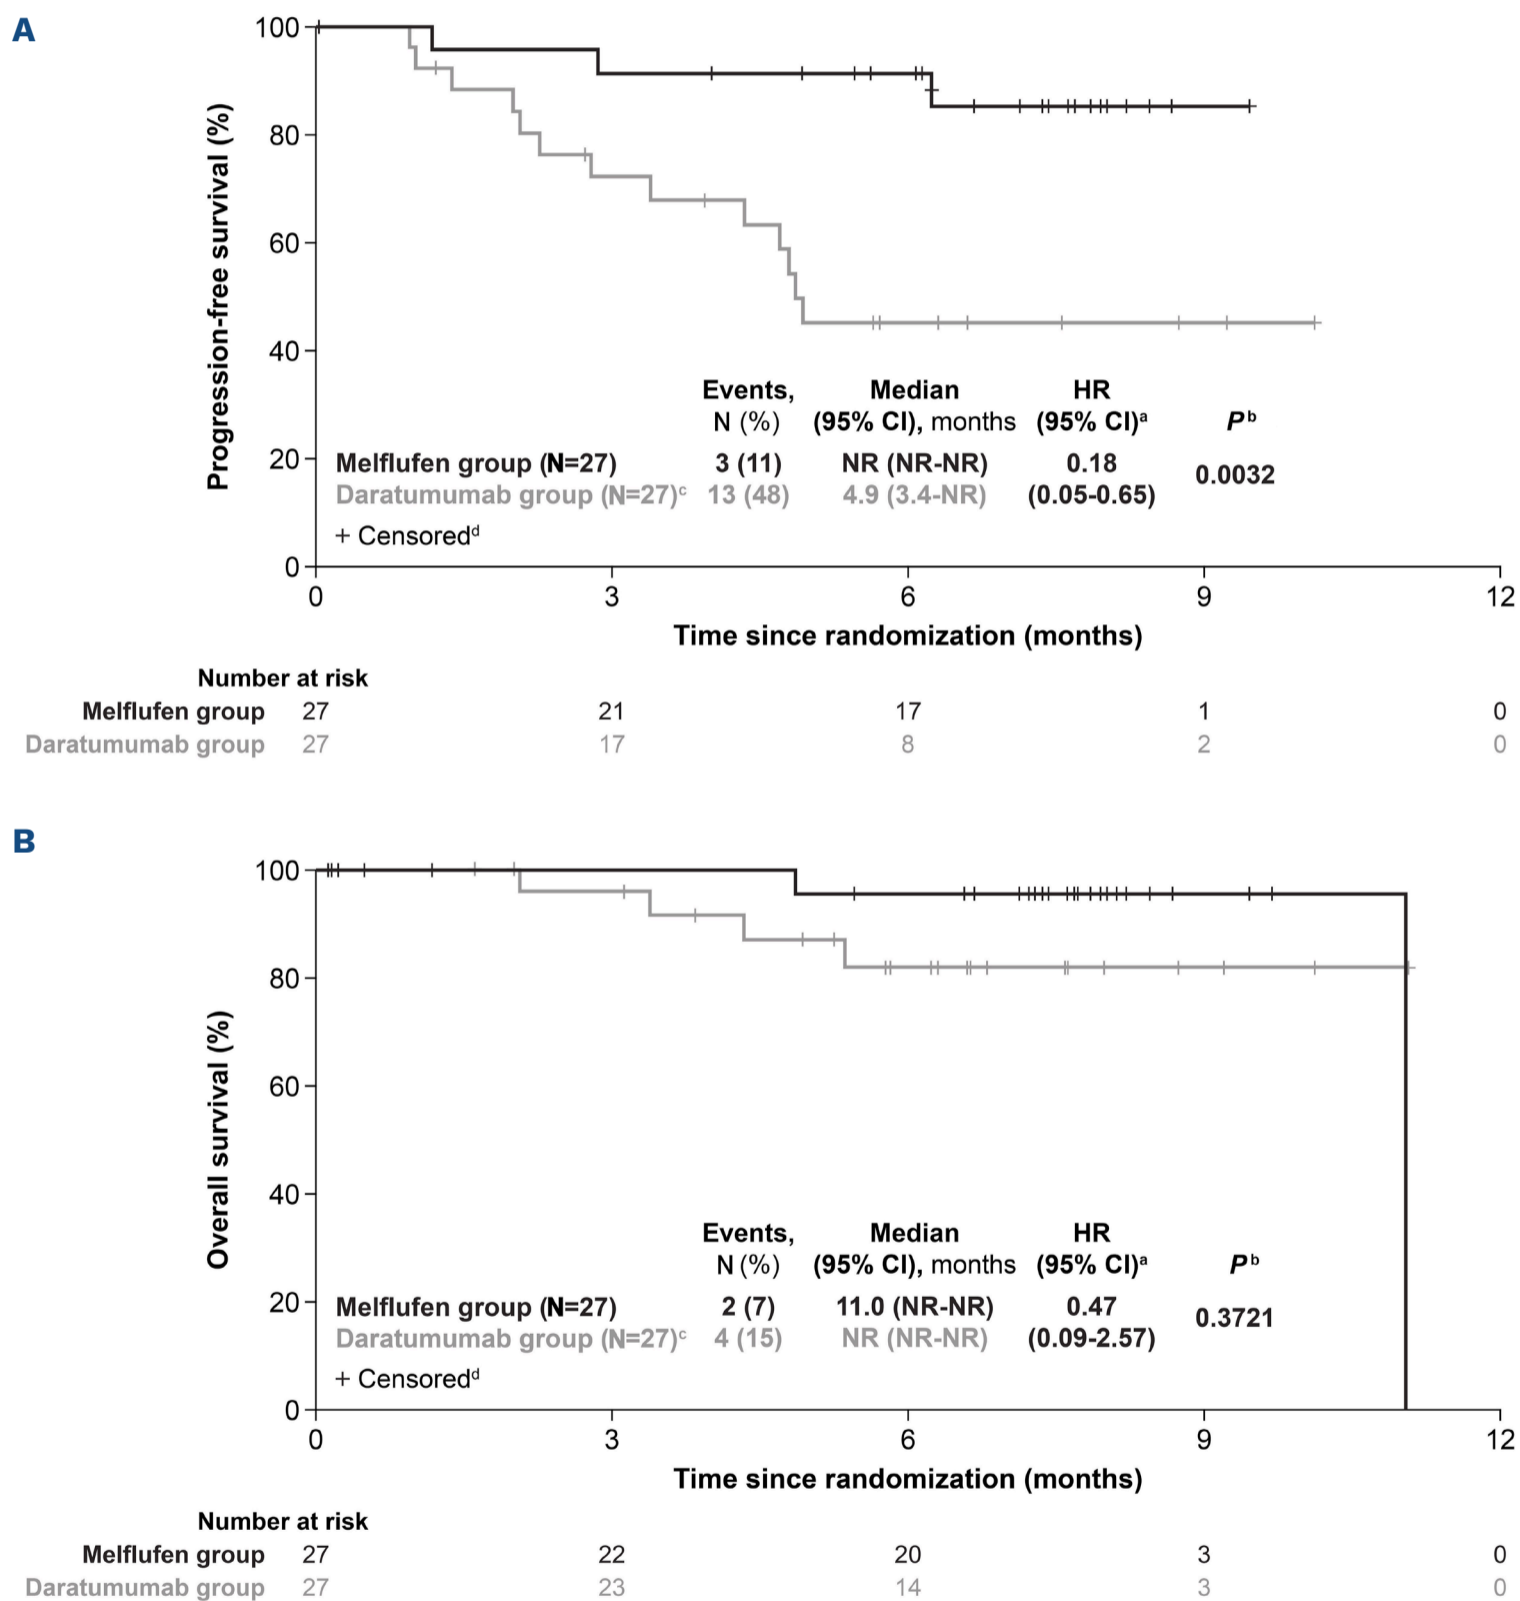 A
Progression-free survival (%)
100
80
60
40
20
0
Events, Median HR
N (%) (95% CI), months (95% CI)ᵃ Pᵇ
Melflufen group (N=27) 3 (11) NR (NR-NR) 0.18 0.0032
Daratumumab group (N=27)ᶜ 13 (48) 4.9 (3.4-NR) (0.05-0.65)
+ Censoredᵈ
0 3 6 9 12
Time since randomization (months)
Number at risk
Melflufen group 27 21 17 1 0
Daratumumab group 27 17 8 2 0
B
Overall survival (%)
100
80
60
40
20
0
Events, Median HR
N (%) (95% CI), months (95% CI)ᵃ Pᵇ
Melflufen group (N=27) 2 (7) 11.0 (NR-NR) 0.47 0.3721
Daratumumab group (N=27)ᶜ 4 (15) NR (NR-NR) (0.09-2.57)
+ Censoredᵈ
0 3 6 9 12
Time since randomization (months)
Number at risk
Melflufen group 27 22 20 3 0
Daratumumab group 27 23 14 3 0